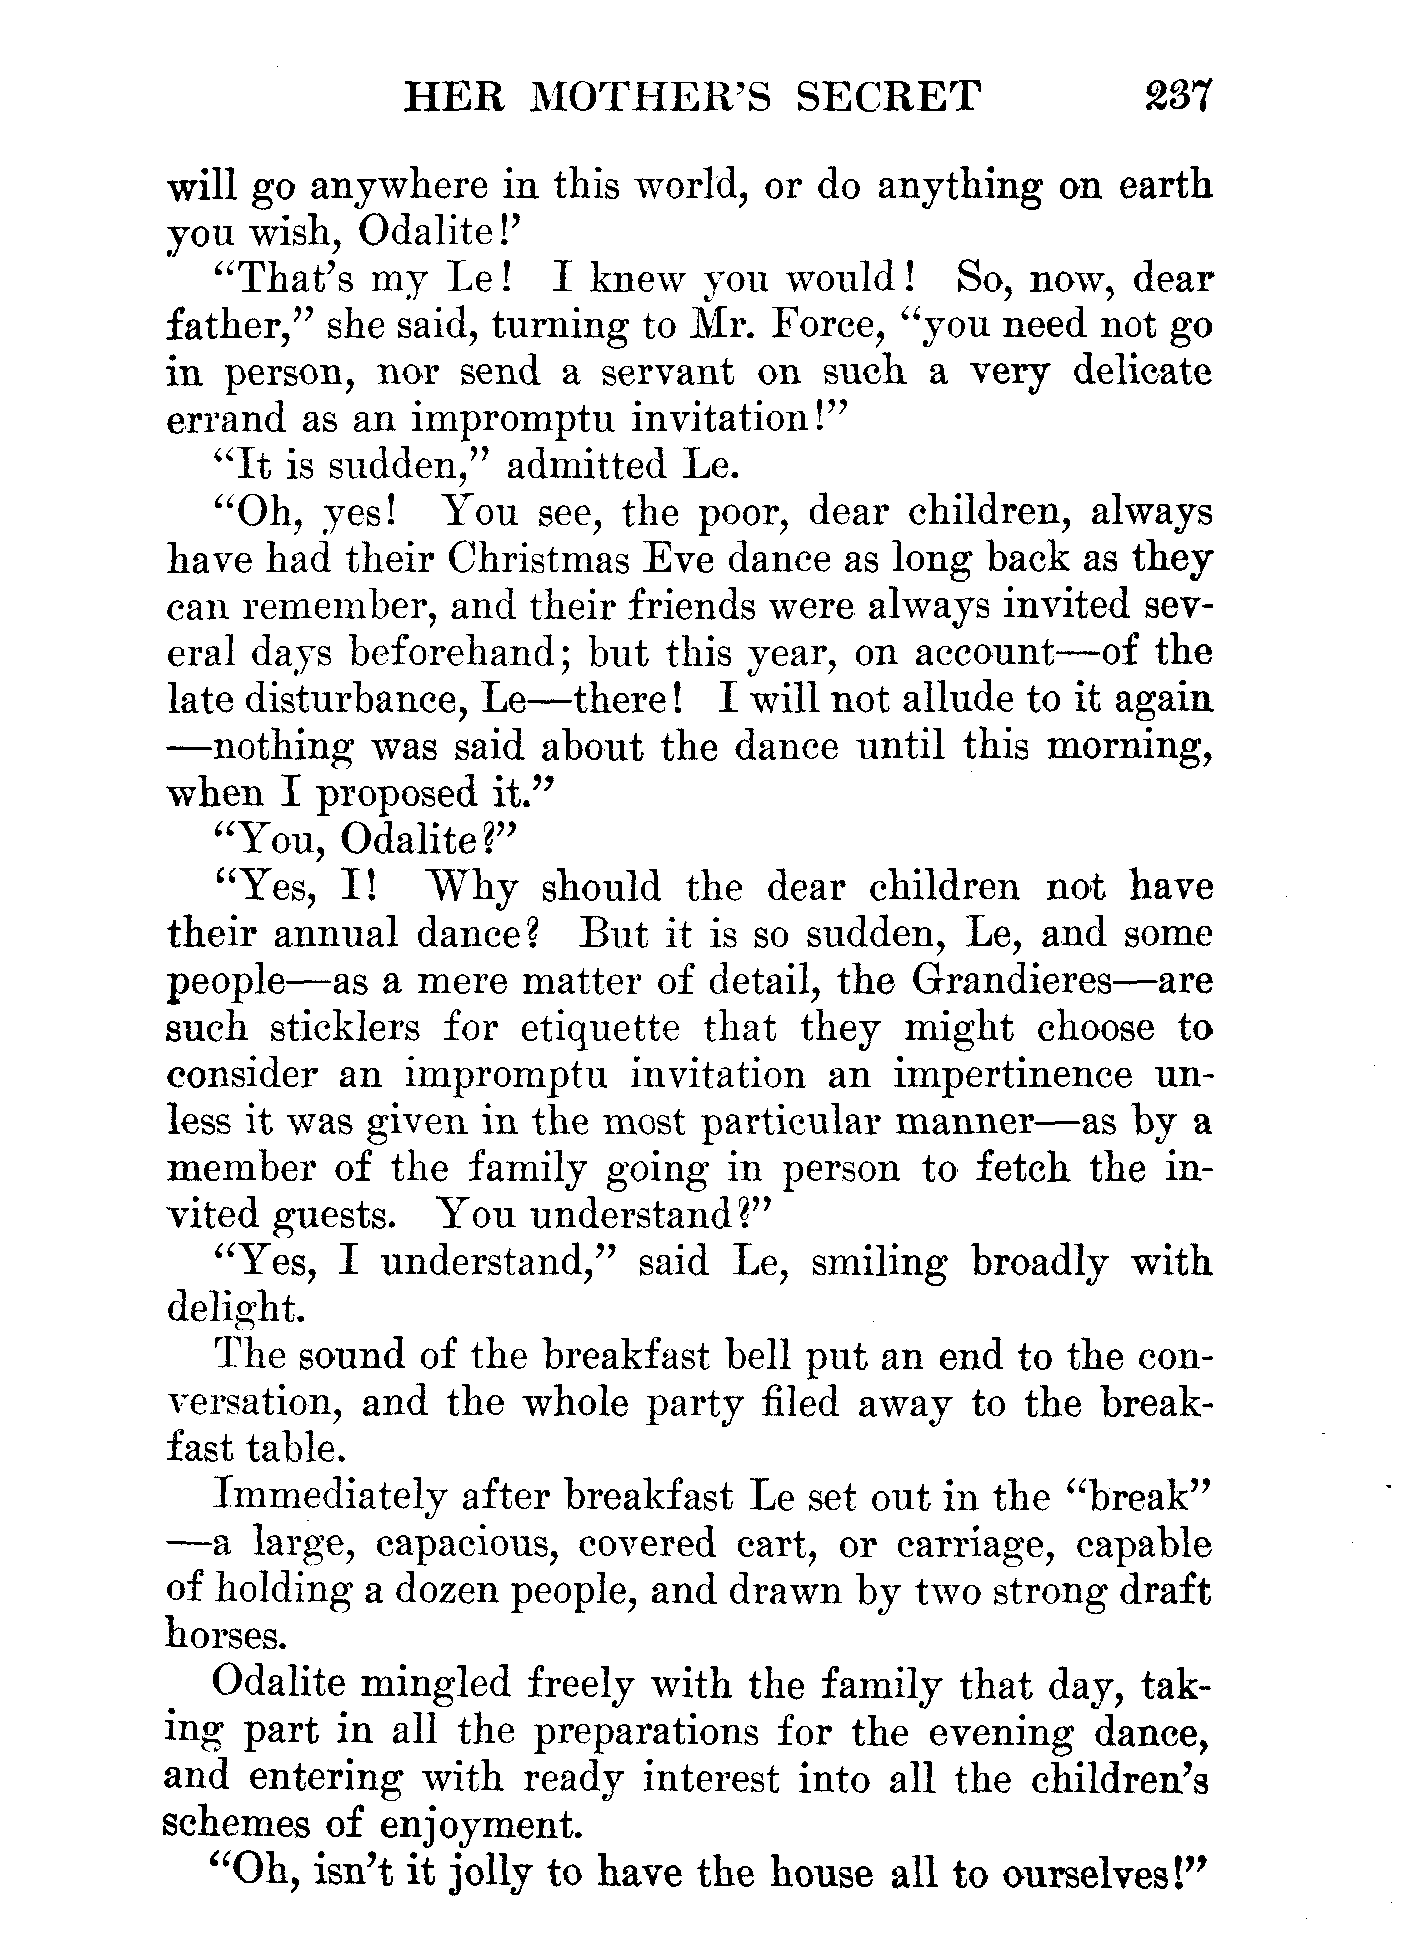 HER MOTHER’S SECRET 237
will go anywhere in this world, or do anything on earth
you wish, Odalite!’
“That’s my Le! I knew you would! So, now, dear
father,” she said, turning to Mr. Force, “you need not go
in person, nor send a servant on such a very delicate
errand as an impromptu invitation!”
“It is sudden,” admitted Le.
“Oh, yes! You see, the poor, dear children, always
have had their Christmas Eve dance as long back as they
can remember, and their friends were always invited sev-
eral days beforehand; but this year, on account—of the
late disturbance, Le—there! I will not allude to it again
—nothing was said about the dance until this morning,
when I proposed it.”
“You, Odalite?”
“Yes, I! Why should the dear children not have
their annual dance? But it is so sudden, Le, and some
people—as a mere matter of detail, the Grandieres—are
such sticklers for etiquette that they might choose to
consider an impromptu invitation an impertinence un-
less it was given in the most particular manner—as by a
member of the family going in person to fetch the in-
vited guests. You understand?”
“Yes, I understand,” said Le, smiling broadly with
delight.
The sound of the breakfast bell put an end to the con-
versation, and the whole party filed away to the break-
fast table.
Immediately after breakfast Le set out in the “break”
—a large, capacious, covered cart, or carriage, capable
of holding a dozen people, and drawn by two strong draft
horses.
Odalite mingled freely with the family that day, tak-
ing part in all the preparations for the evening dance,
and entering with ready interest into all the children’s
schemes of enjoyment.
“Oh, isn’t it jolly to have the house all to ourselves!”